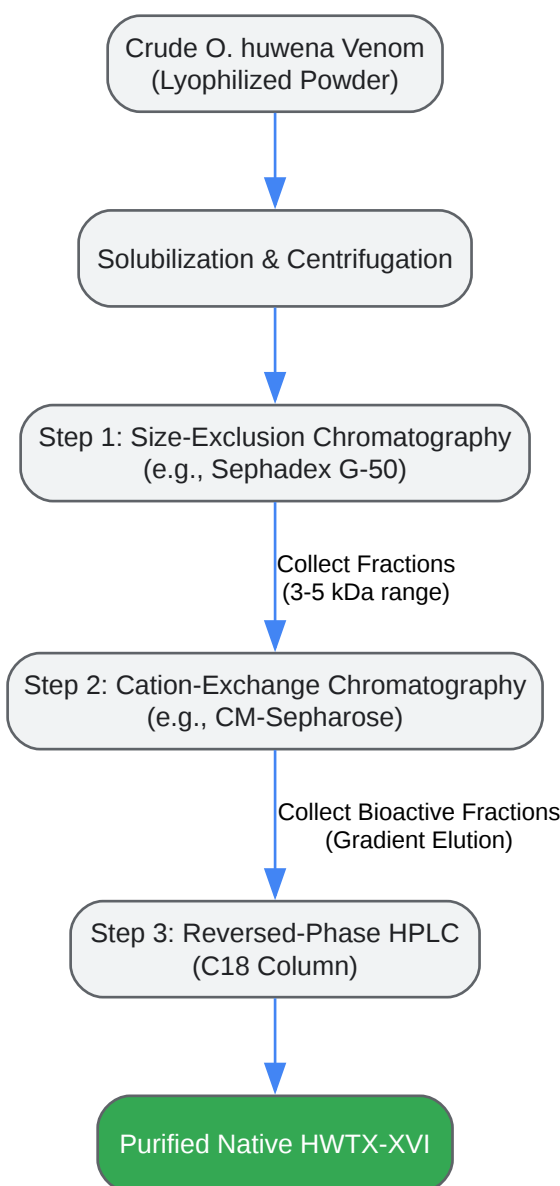 Crude O. huwena Venom
(Lyophilized Powder)
Solubilization & Centrifugation
Step 1: Size-Exclusion Chromatography
(e.g., Sephadex G-50)
Collect Fractions
(3-5 kDa range)
Step 2: Cation-Exchange Chromatography
(e.g., CM-Sepharose)
Collect Bioactive Fractions
(Gradient Elution)
Step 3: Reversed-Phase HPLC
(C18 Column)
Purified Native HWTX-XVI